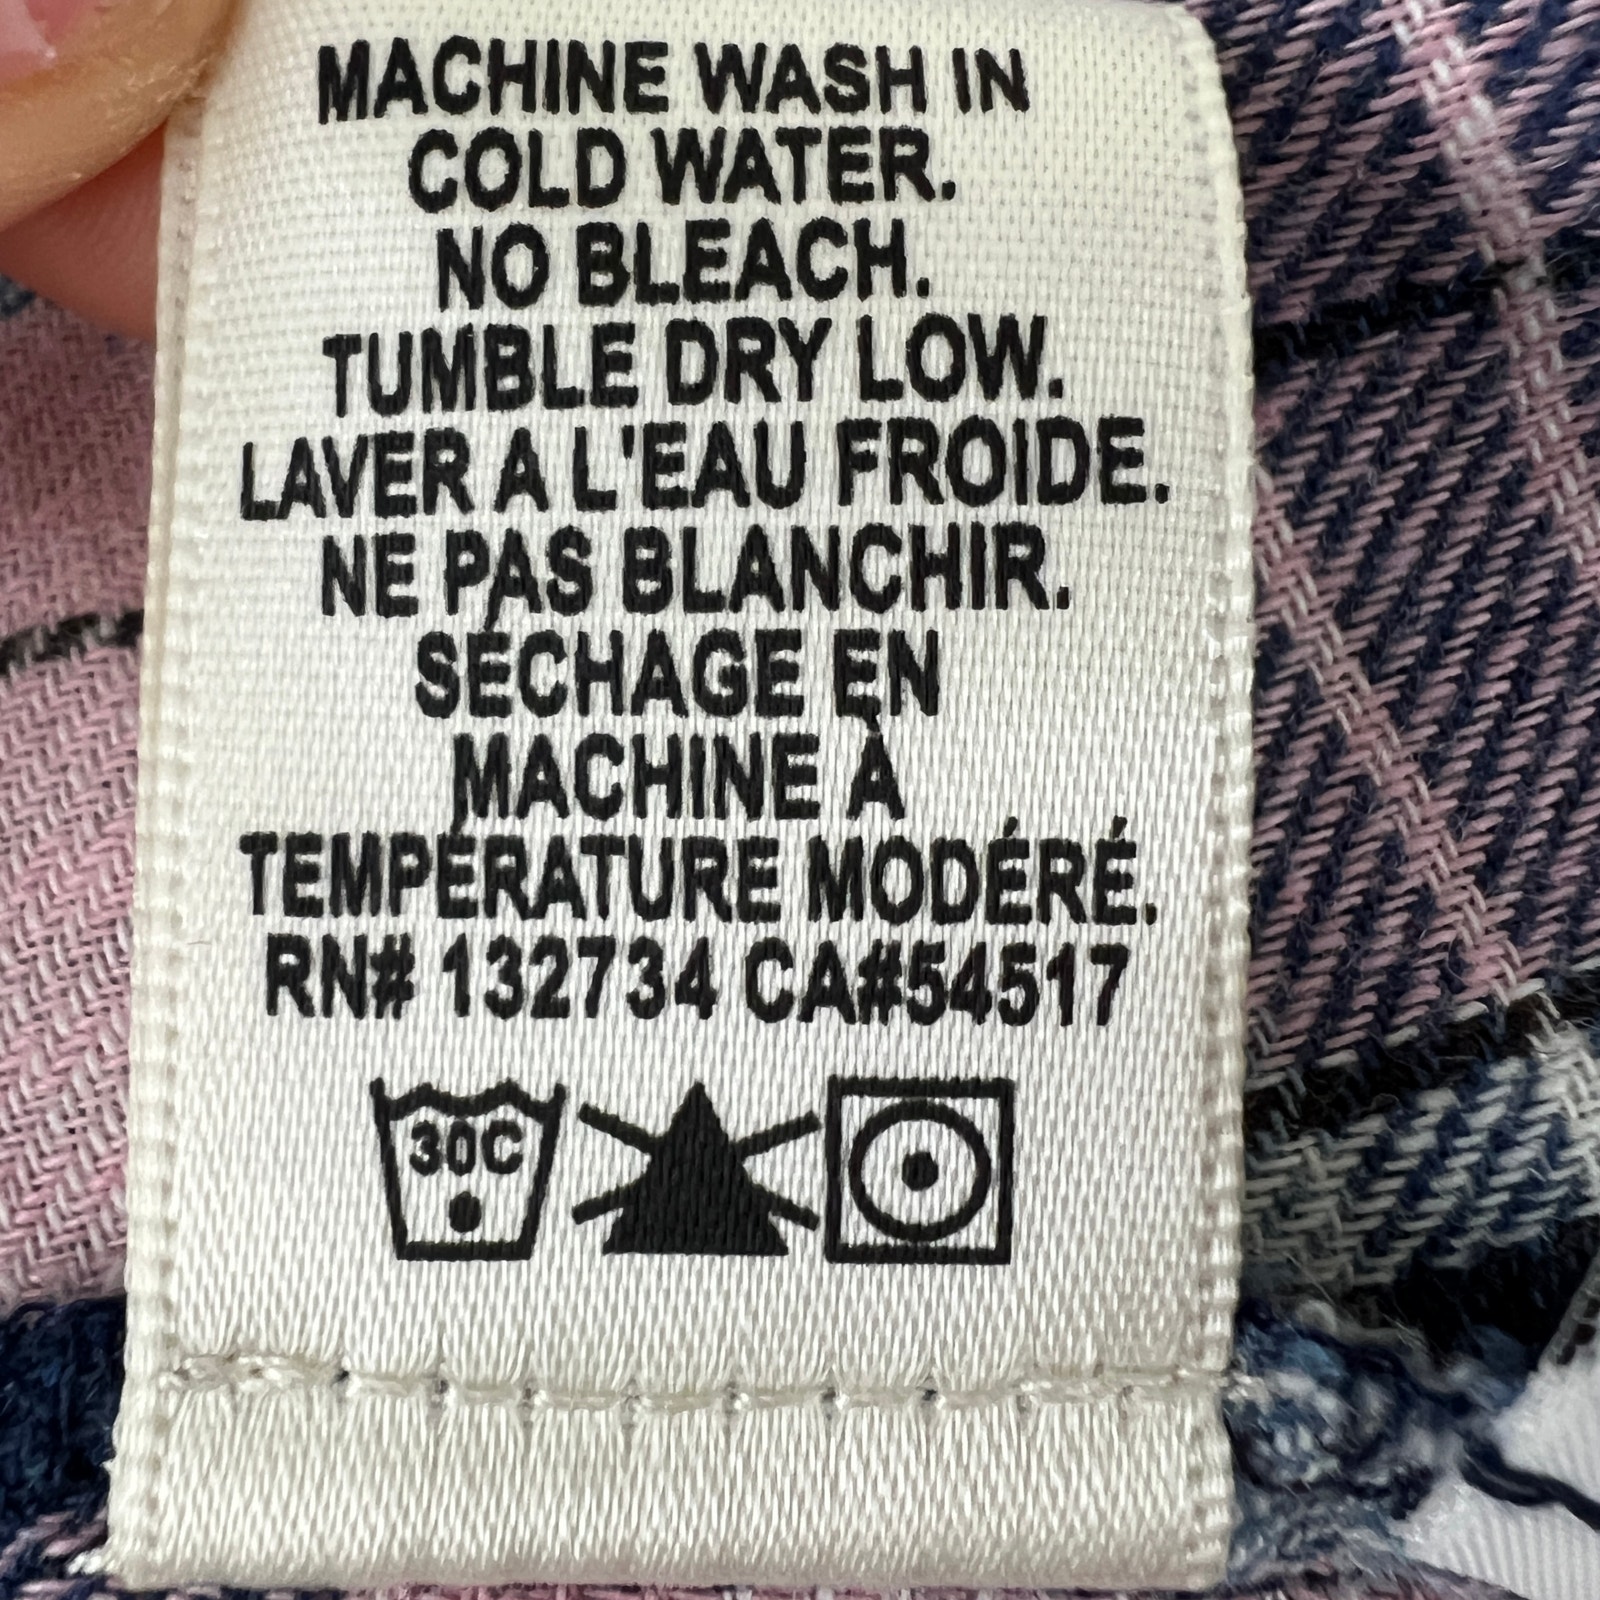 MACHINE WASH IN
COLD WATER.
NO BLEACH.
TUMBLE DRY LOW.
LAVER A L'EAU FROIDE.
NE PAS BLANCHIR.
SÉCHAGE EN
MACHINE À
TEMPÉRATURE MODÉRÉ.
RN# 132734 CA#54517
30C